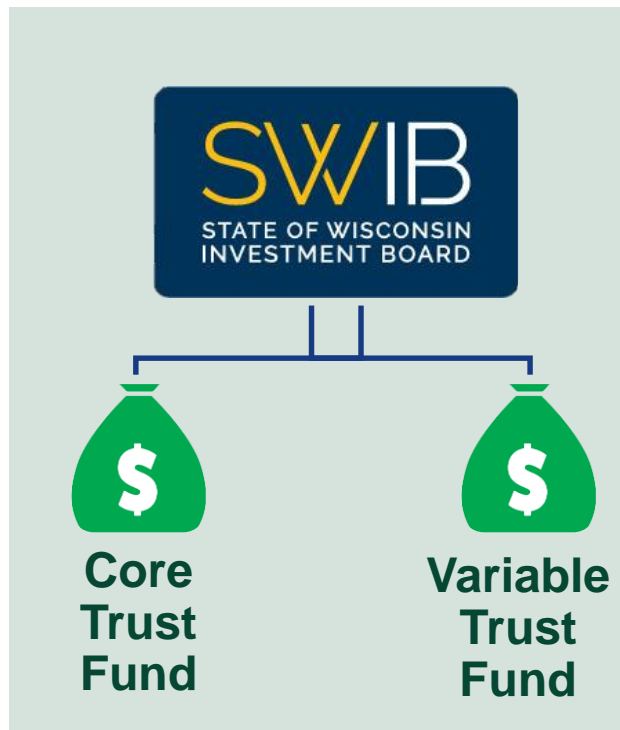 SWIB
STATE OF WISCONSIN
INVESTMENT BOARD
$
$
Core
Trust
Fund
Variable
Trust
Fund